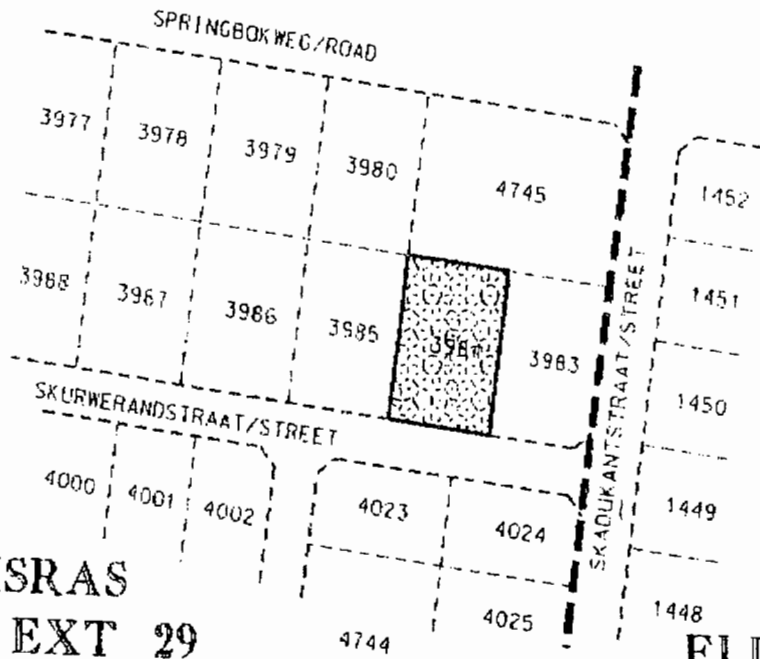 SPRINGBOKWEG/ROAD
3977 3978 3979 3980 4745 1452
3988 3987 3986 3985 3983 1451
SKURWERANDSTRAAT/STREET
SKADUKANTSTRAAT/STREET
1450
4000 4001 4002 4023 4024 1449
4025 1448
4744
SRAS
EXT 29